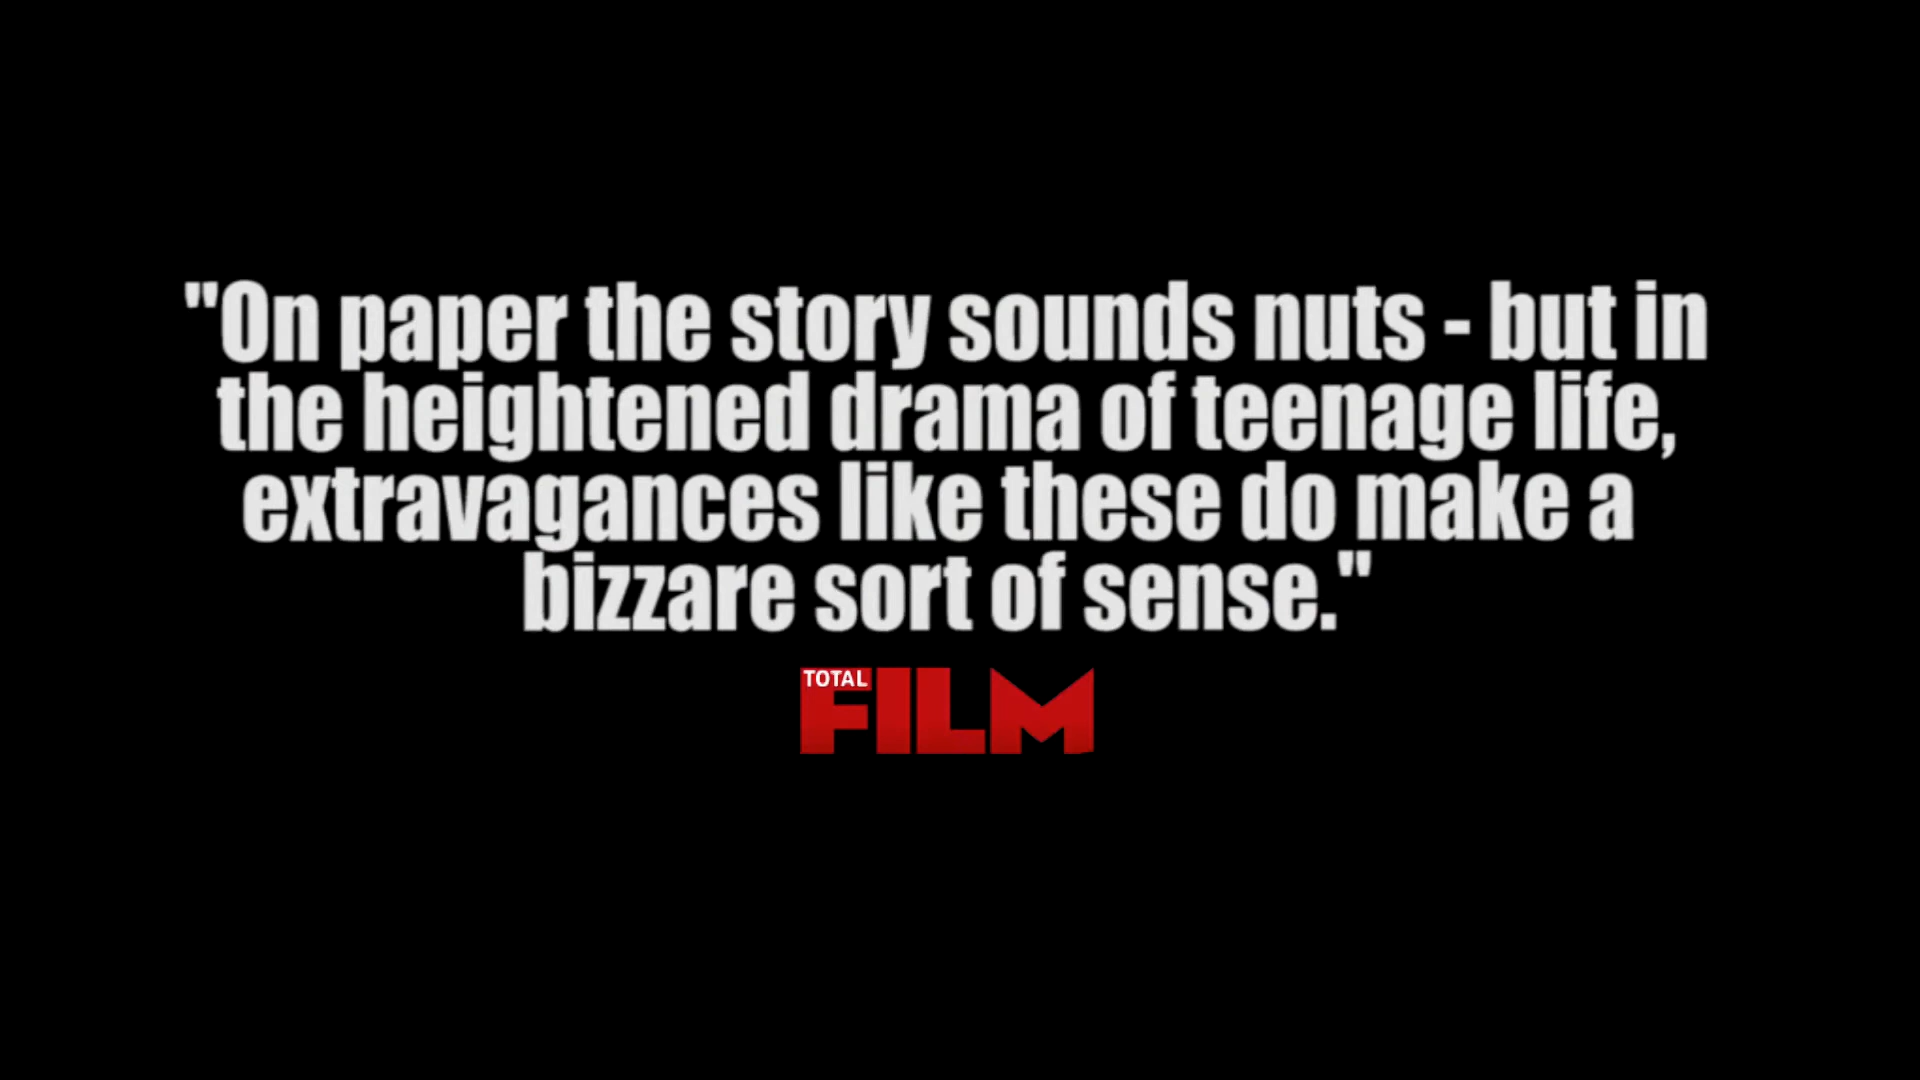 "On paper the story sounds nuts - but in
the heightened drama of teenage life,
extravagances like these do make a
bizzare sort of sense."
TOTAL
FILM